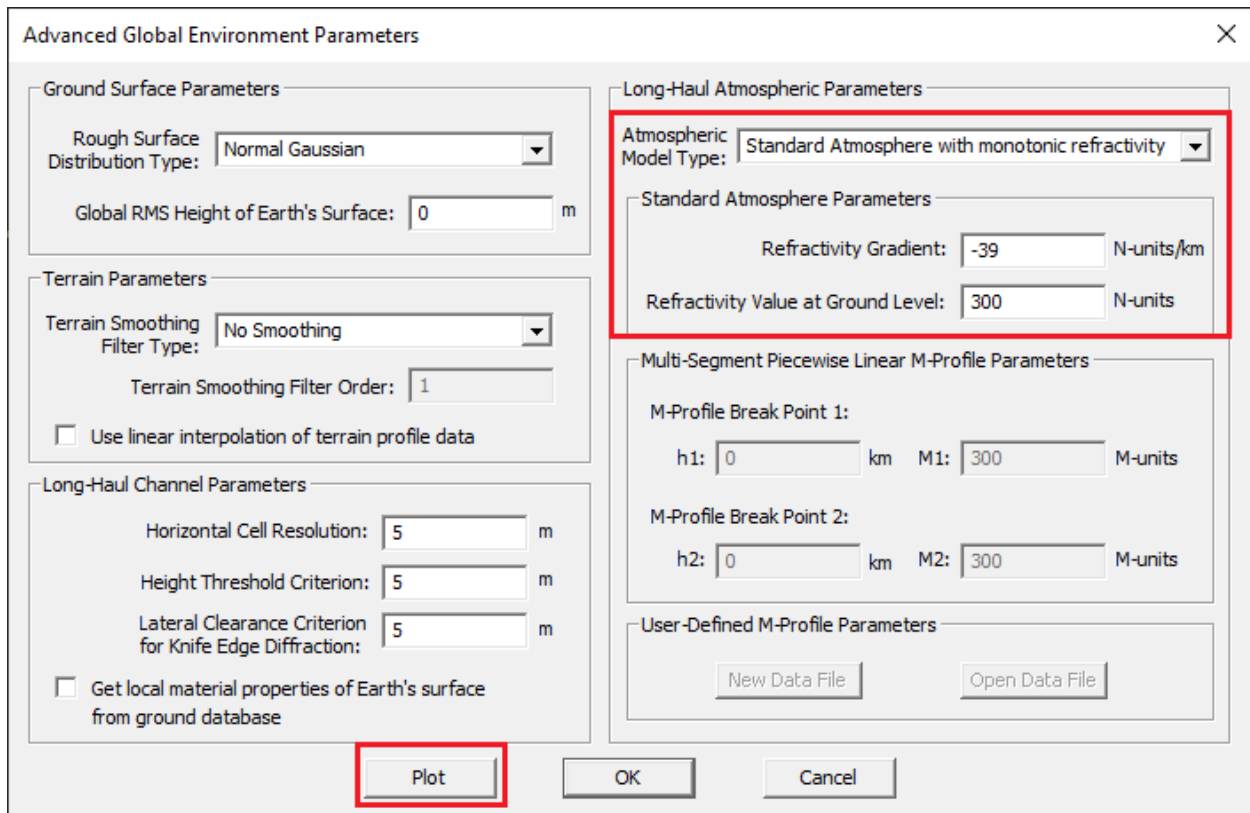 Advanced Global Environment Parameters
Ground Surface Parameters
Rough Surface
Distribution Type:
Normal Gaussian
Global RMS Height of Earth's Surface: 0 m
Terrain Parameters
Terrain Smoothing
Filter Type:
No Smoothing
Terrain Smoothing Filter Order: 1
Use linear interpolation of terrain profile data
Long-Haul Channel Parameters
Horizontal Cell Resolution: 5 m
Height Threshold Criterion: 5 m
Lateral Clearance Criterion
for Knife Edge Diffraction:
5 m
Get local material properties of Earth's surface
from ground database
Long-Haul Atmospheric Parameters
Atmospheric
Model Type:
Standard Atmosphere with monotonic refractivity
Standard Atmosphere Parameters
Refractivity Gradient: -39 N-units/km
Refractivity Value at Ground Level: 300 N-units
Multi-Segment Piecewise Linear M-Profile Parameters
M-Profile Break Point 1:
h1: 0 km M1: 300 M-units
M-Profile Break Point 2:
h2: 0 km M2: 300 M-units
User-Defined M-Profile Parameters
New Data File Open Data File
Plot OK Cancel